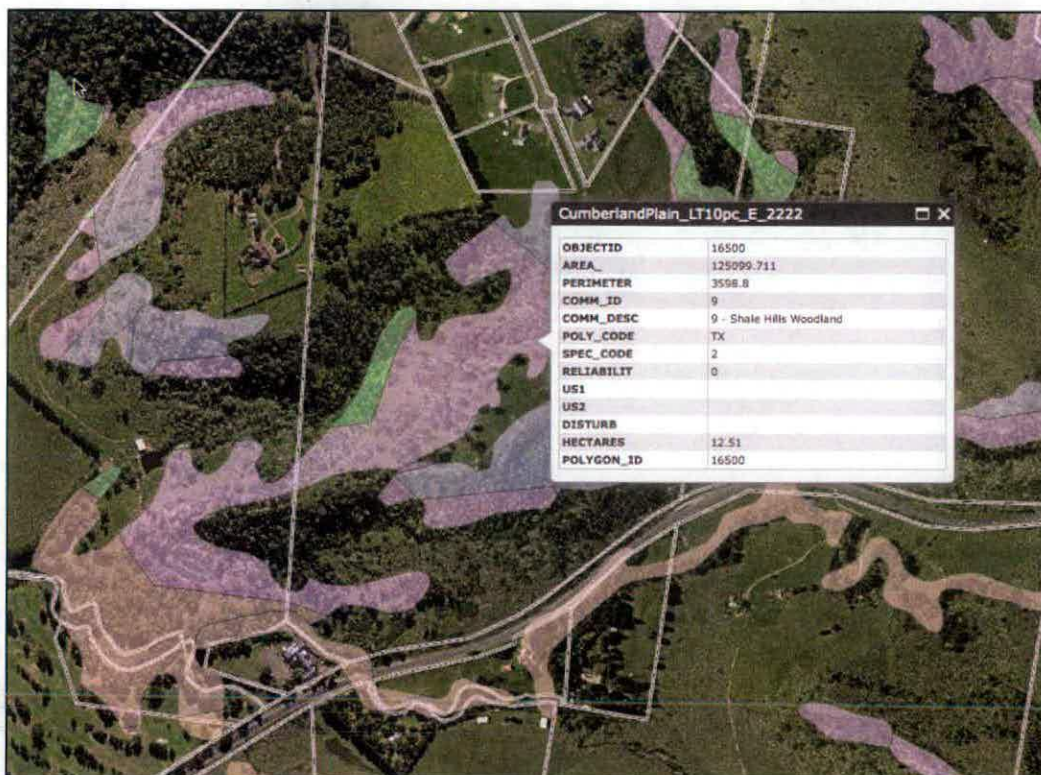 CumberlandPlain_LT10pc_E_2222
OBJECTID 16500
AREA_ 125099.711
PERIMETER 3598.8
COMM_ID 9
COMM_DESC 9 - Shale Hills Woodland
POLY_CODE TX
SPEC_CODE 2
RELIABILIT 0
US1
US2
DISTURB
HECTARES 12.51
POLYGON_ID 16500